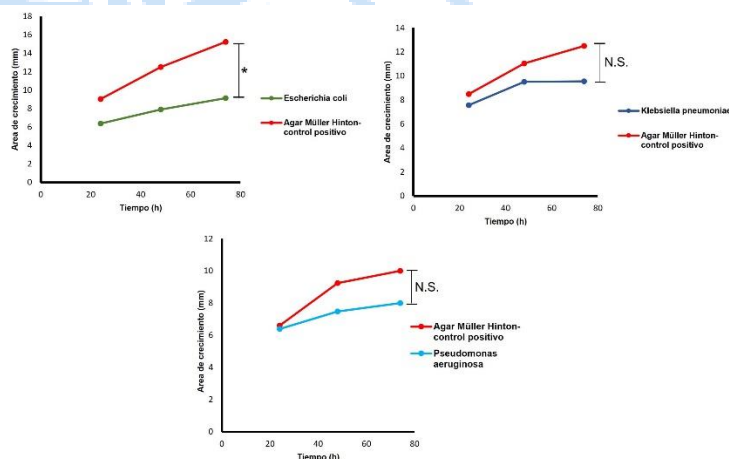 18
16
14
12
10
8
6
4
2
0
Area de crecimiento (mm)
0 20 40 60 80
Tiempo (h)
*
Escherichia coli
Agar Müller Hinton-
control positivo
14
12
10
8
6
4
2
0
Area de crecimiento (mm)
0 20 40 60 80
Tiempo (h)
N.S.
Klebsiella pneumoniae
Agar Müller Hinton-
control positivo
12
10
8
6
4
2
0
Area de crecimiento (mm)
0 20 40 60 80
Tiempo (h)
N.S.
Agar Müller Hinton-
control positivo
Pseudomonas
aeruginosa